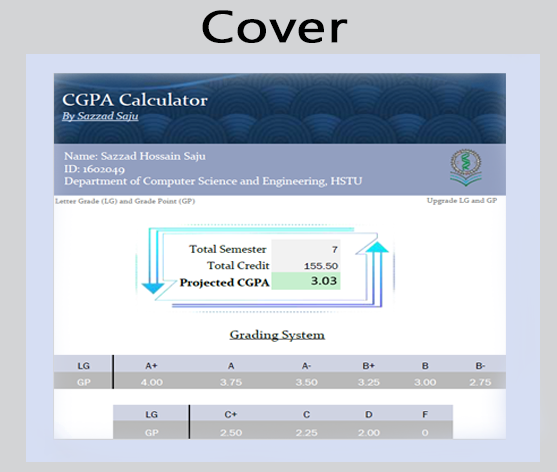 Cover
CGPA Calculator
By Sazzad Saju
Name: Sazzad Hossain Saju
ID: 1602049
Department of Computer Science and Engineering, HSTU
Letter Grade (LG) and Grade Point (GP) Upgrade LG and GP
Total Semester 7
Total Credit 155.50
Projected CGPA 3.03
Grading System
LG A+ A A- B+ B B-
GP 4.00 3.75 3.50 3.25 3.00 2.75
LG C+ C D F
GP 2.50 2.25 2.00 0